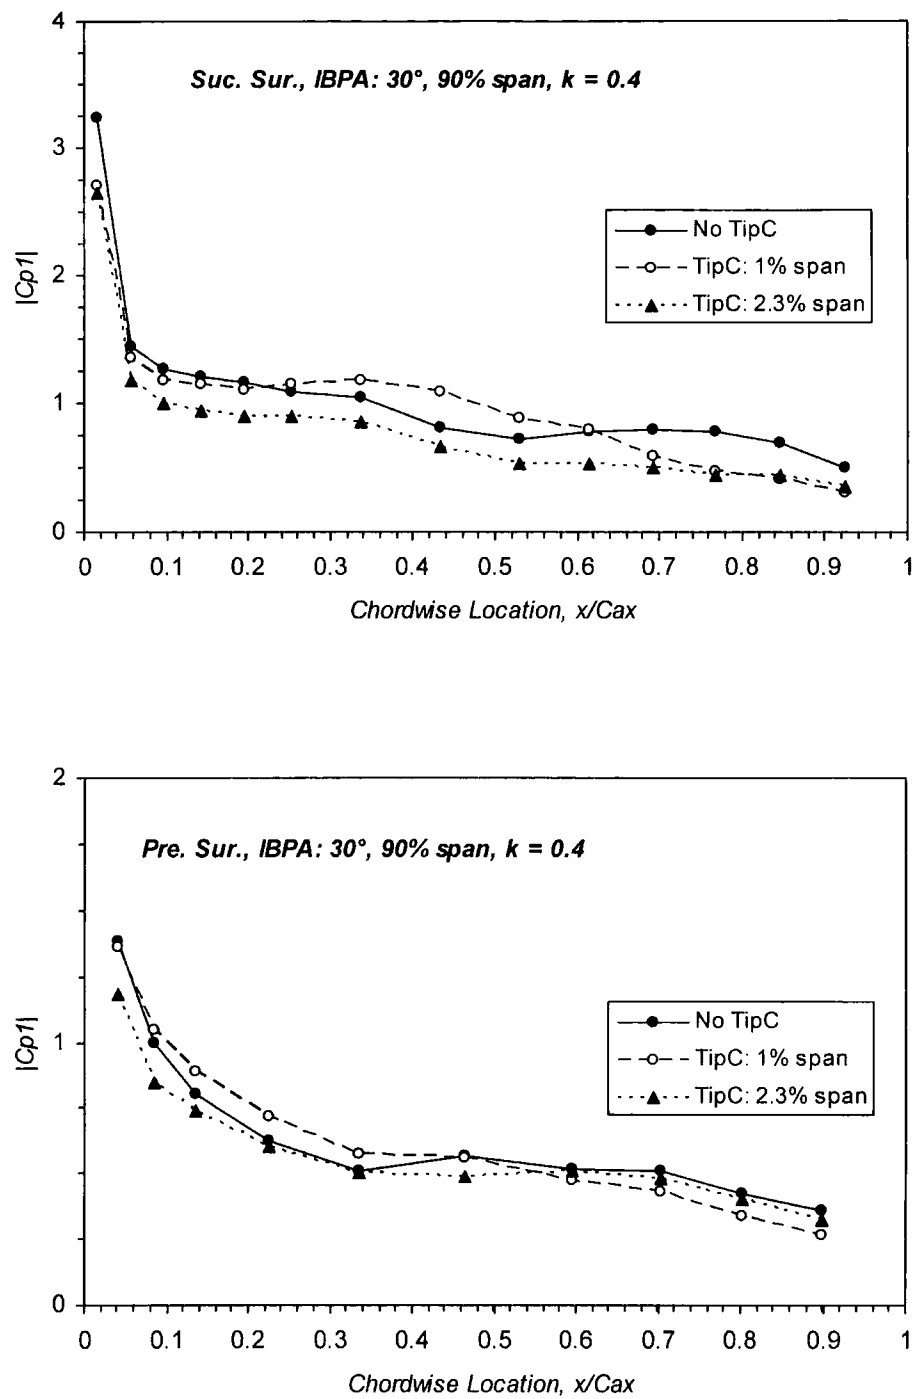 4
Suc. Sur., IBPA: 30°, 90% span, k = 0.4
3
No TipC
TipC: 1% span
TipC: 2.3% span
2
|Cp1|
1
0
0 0.1 0.2 0.3 0.4 0.5 0.6 0.7 0.8 0.9 1
Chordwise Location, x/Cax
2
Pre. Sur., IBPA: 30°, 90% span, k = 0.4
No TipC
TipC: 1% span
TipC: 2.3% span
|Cp1|
1
0
0 0.1 0.2 0.3 0.4 0.5 0.6 0.7 0.8 0.9 1
Chordwise Location, x/Cax